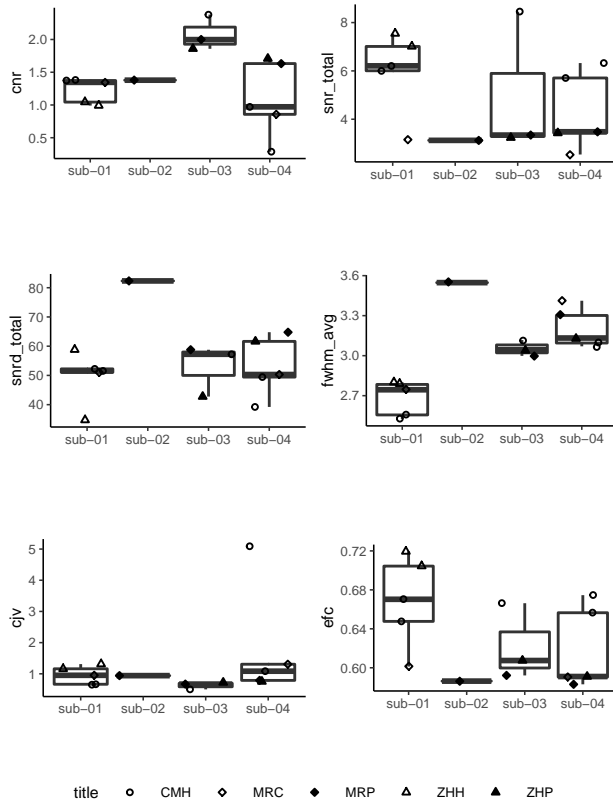 cnr
2.0
1.5
1.0
0.5
sub−01 sub−02 sub−03 sub−04
snr_total
8
6
4
sub−01 sub−02 sub−03 sub−04
snrd_total
80
70
60
50
40
sub−01 sub−02 sub−03 sub−04
fwhm_avg
3.6
3.3
3.0
2.7
sub−01 sub−02 sub−03 sub−04
cjv
5
4
3
2
1
sub−01 sub−02 sub−03 sub−04
efc
0.72
0.68
0.64
0.60
sub−01 sub−02 sub−03 sub−04
title CMH MRC MRP ZHH ZHP